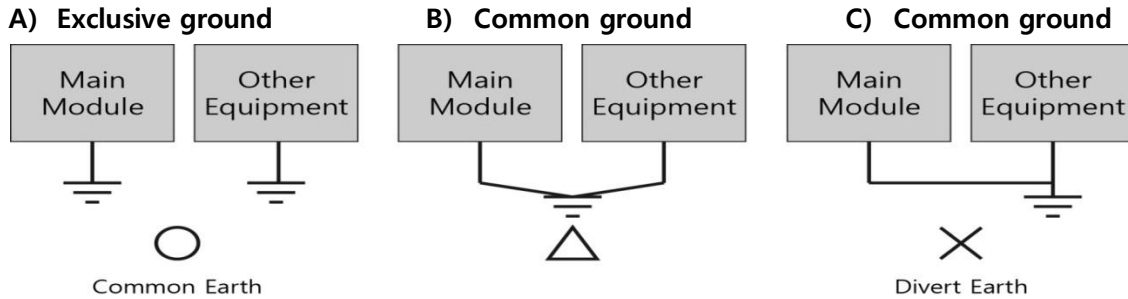 A) Exclusive ground
B) Common ground
C) Common ground
Main
Module
Other
Equipment
Main
Module
Other
Equipment
Main
Module
Other
Equipment
Common Earth
Divert Earth